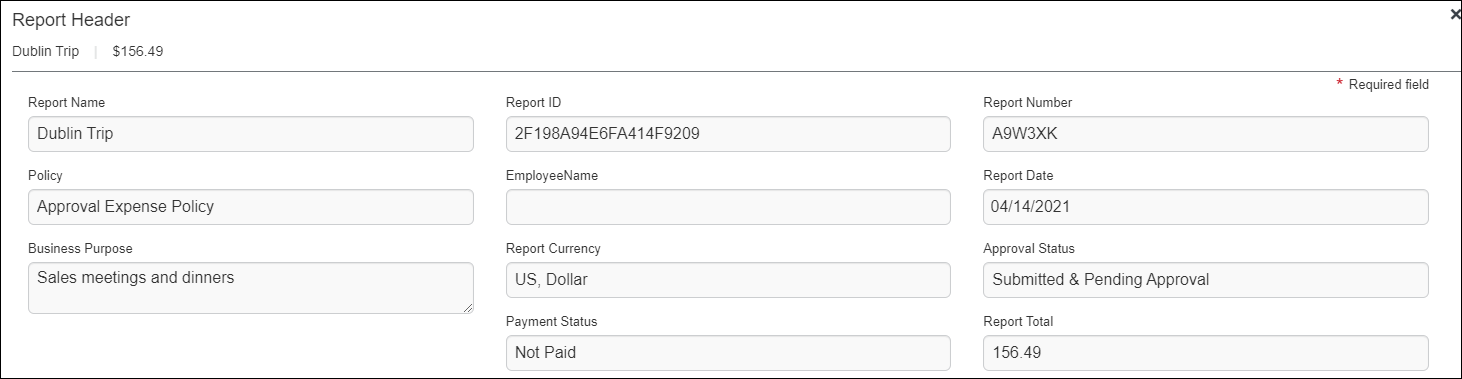 Report Header
Dublin Trip | $156.49
* Required field
Report Name
Dublin Trip
Report ID
2F198A94E6FA414F9209
Report Number
A9W3XK
Policy
Approval Expense Policy
EmployeeName
Report Date
04/14/2021
Business Purpose
Sales meetings and dinners
Report Currency
US, Dollar
Approval Status
Submitted & Pending Approval
Payment Status
Not Paid
Report Total
156.49